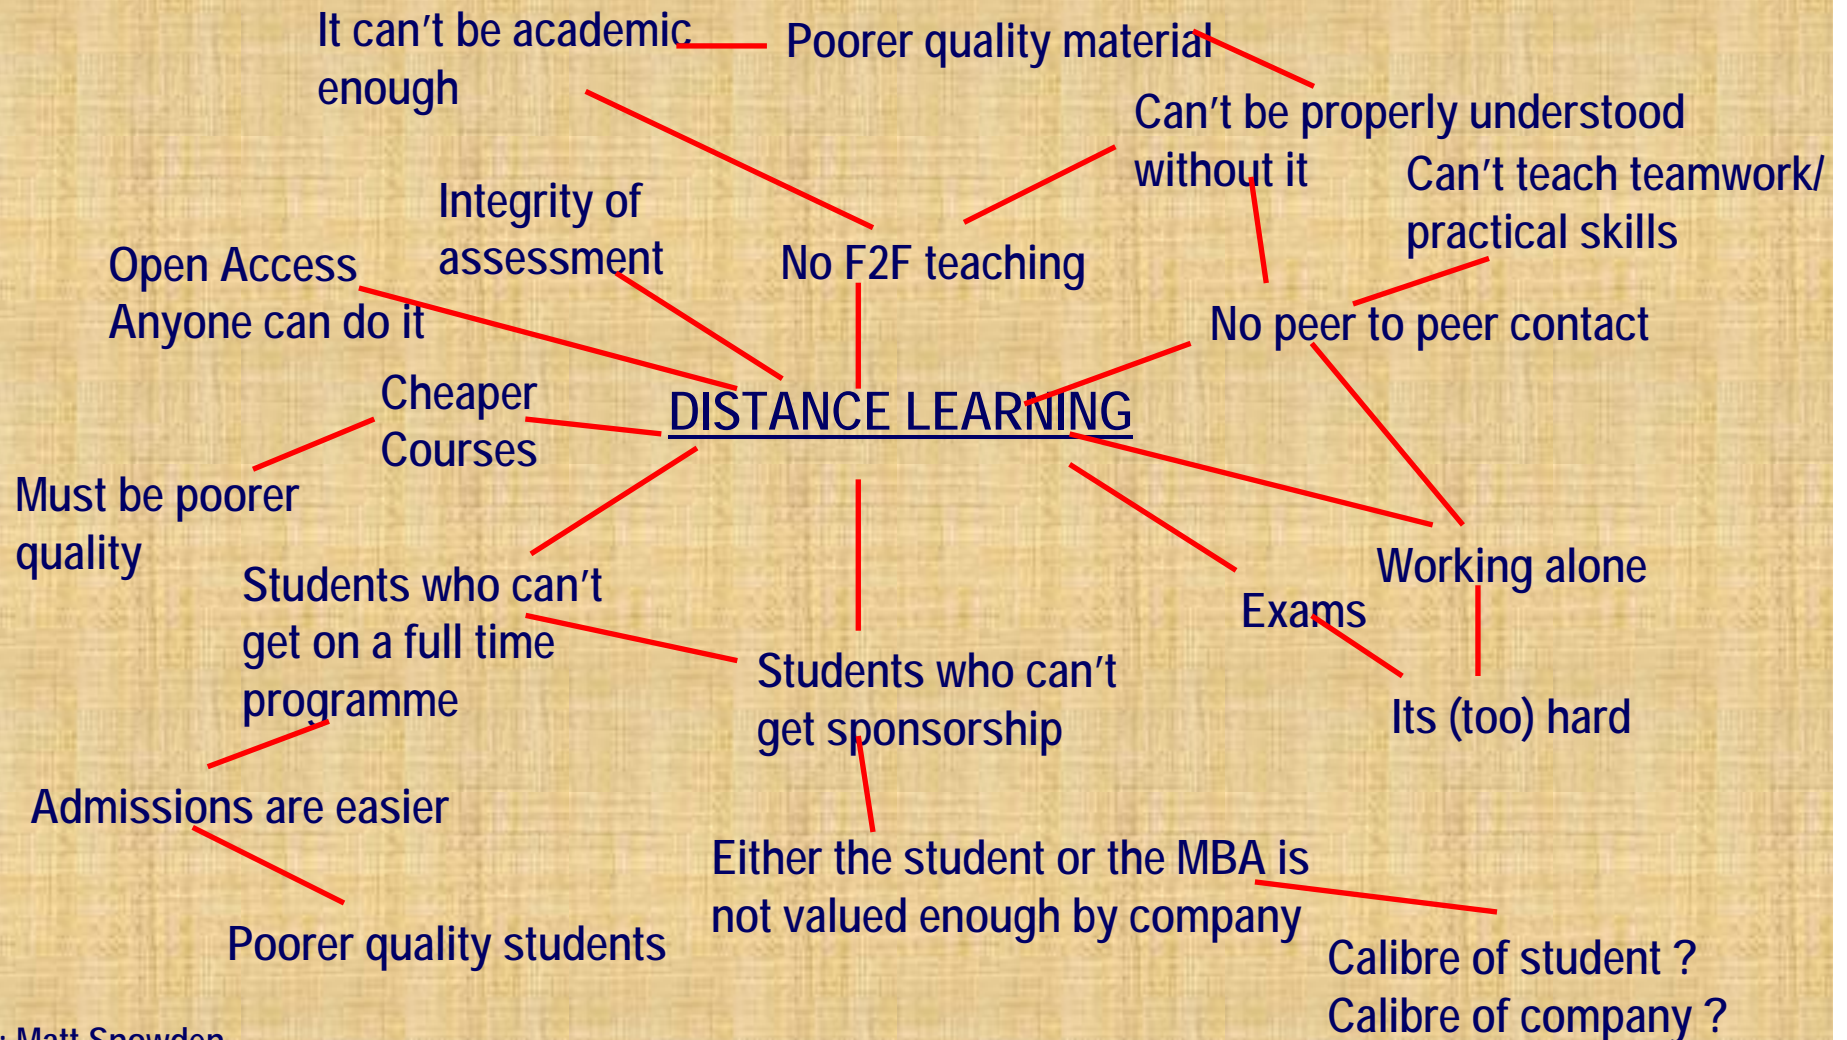 It can't be academic
enough
Poorer quality material
Can't be properly understood
without it
Can't teach teamwork/
practical skills
Integrity of
assessment
No F2F teaching
Open Access
Anyone can do it
No peer to peer contact
Cheaper
Courses
DISTANCE LEARNING
Must be poorer
quality
Students who can't
get on a full time
programme
Working alone
Exams
Students who can't
get sponsorship
Its (too) hard
Admissions are easier
Either the student or the MBA is
not valued enough by company
Poorer quality students
Calibre of student ?
Calibre of company ?
: Matt Snowden